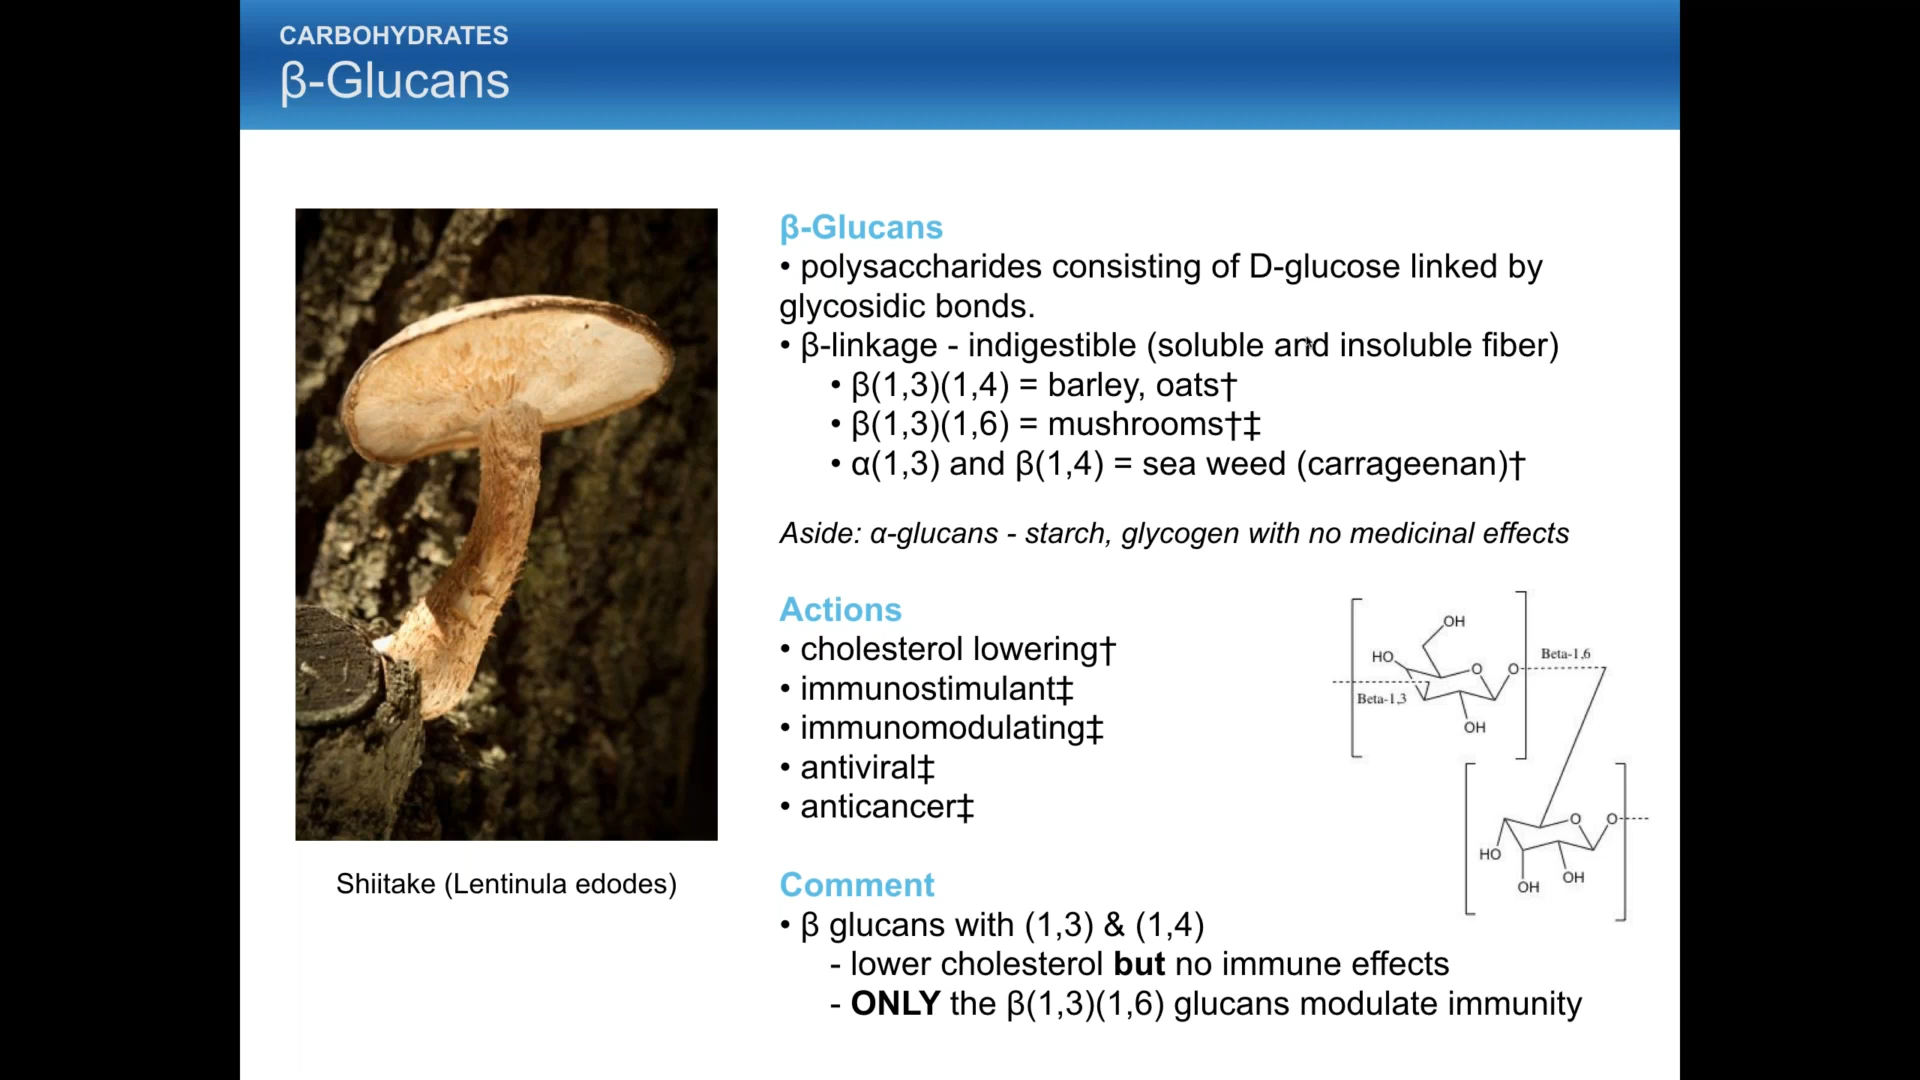 CARBOHYDRATES
β-Glucans
β-Glucans
• polysaccharides consisting of D-glucose linked by
glycosidic bonds.
• β-linkage - indigestible (soluble and insoluble fiber)
• β(1,3)(1,4) = barley, oats†
• β(1,3)(1,6) = mushrooms†‡
• α(1,3) and β(1,4) = sea weed (carrageenan)†
Aside: α-glucans - starch, glycogen with no medicinal effects
Actions
• cholesterol lowering†
• immunostimulant‡
• immunomodulating‡
• antiviral‡
• anticancer‡
OH
HO
O
O
Beta-1,6
Beta-1,3
OH
O
O
HO
OH
OH
Shiitake (Lentinula edodes)
Comment
• β glucans with (1,3) & (1,4)
- lower cholesterol but no immune effects
- ONLY the β(1,3)(1,6) glucans modulate immunity